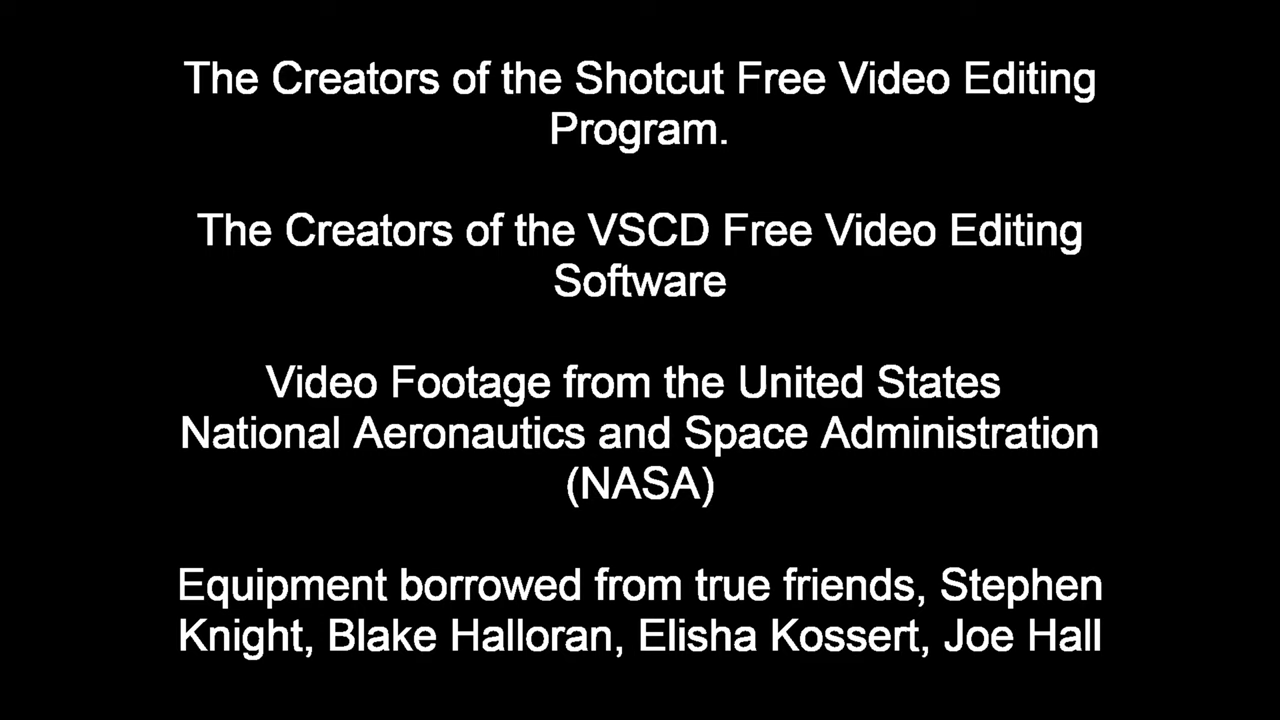 The Creators of the Shotcut Free Video Editing
Program.
The Creators of the VSCD Free Video Editing
Software
Video Footage from the United States
National Aeronautics and Space Administration
(NASA)
Equipment borrowed from true friends, Stephen
Knight, Blake Halloran, Elisha Kossert, Joe Hall